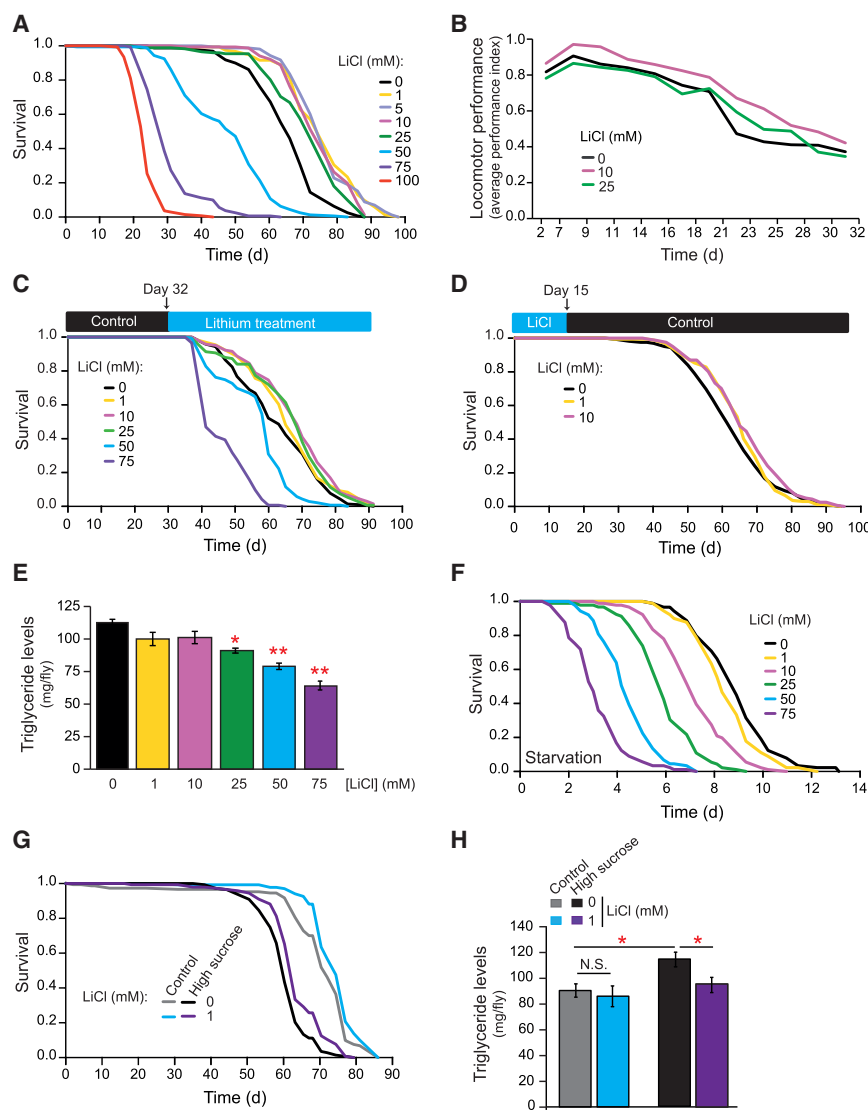 A
Survival
1.0
0.8
0.6
0.4
0.2
0.0
0 10 20 30 40 50 60 70 80 90 100
Time (d)
LiCl (mM):
0
1
5
10
25
50
75
100
B
Locomotor performance
(average performance index)
1.0
0.8
0.6
0.4
0.2
0.0
LiCl (mM)
0
10
25
2 7 9 11 14 16 18 21 23 25 28 30 32
Time (d)
C
Day 32
Control Lithium treatment
Survival
1.0
0.8
0.6
0.4
0.2
0.0
LiCl (mM):
0
1
10
25
50
75
0 10 20 30 40 50 60 70 80 90 100
Time (d)
D
Day 15
LiCl Control
Survival
1.0
0.8
0.6
0.4
0.2
0.0
LiCl (mM):
0
1
10
0 10 20 30 40 50 60 70 80 90 100
Time (d)
E
Triglyceride levels
(mg/fly)
125
100
75
50
25
0
* ** **
0 1 10 25 50 75 [LiCl] (mM)
F
Survival
1.0
0.8
0.6
0.4
0.2
0.0
LiCl (mM)
0
1
10
25
50
75
Starvation
0 2 4 6 8 10 12 14
Time (d)
G
Survival
1.0
0.8
0.6
0.4
0.2
0.0
Control
High sucrose
LiCl (mM):
0
1
0 10 20 30 40 50 60 70 80 90
Time (d)
H
Control
High sucrose
0
1
LiCl (mM)
Triglyceride levels
(mg/fly)
140
120
100
80
60
40
20
0
* *
N.S.